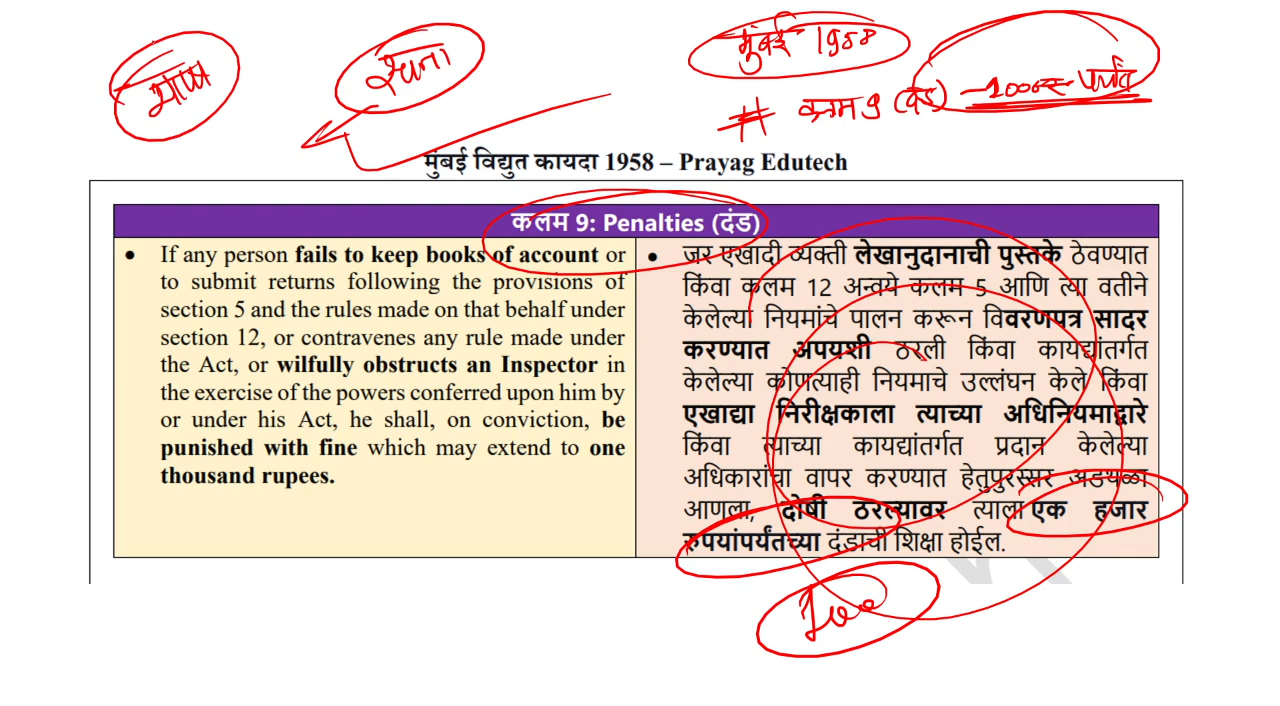 रचना
मुंबई 1958
# कलम 9 (दंड) – 1000रु. पर्यंत
मुंबई विद्युत कायदा 1958 – Prayag Edutech
कलम 9: Penalties (दंड)
• If any person fails to keep books of account or
to submit returns following the provisions of
section 5 and the rules made on that behalf under
section 12, or contravenes any rule made under
the Act, or wilfully obstructs an Inspector in
the exercise of the powers conferred upon him by
or under his Act, he shall, on conviction, be
punished with fine which may extend to one
thousand rupees.
• जर एखादी व्यक्ती लेखानुदानाची पुस्तके ठेवण्यात
किंवा कलम 12 अन्वये कलम 5 आणि त्या वतीने
केलेल्या नियमांचे पालन करून विवरणपत्र सादर
करण्यात अपयशी ठरली किंवा कायद्यांतर्गत
केलेल्या कोणत्याही नियमाचे उल्लंघन केले किंवा
एखाद्या निरीक्षकाला त्याच्या अधिनियमाद्वारे
किंवा त्याच्या कायद्यांतर्गत प्रदान केलेल्या
अधिकारांचा वापर करण्यात हेतुपुरस्सर अडथळा
आणला, दोषी ठरल्यावर त्याला एक हजार
रुपयांपर्यंतच्या दंडाची शिक्षा होईल.